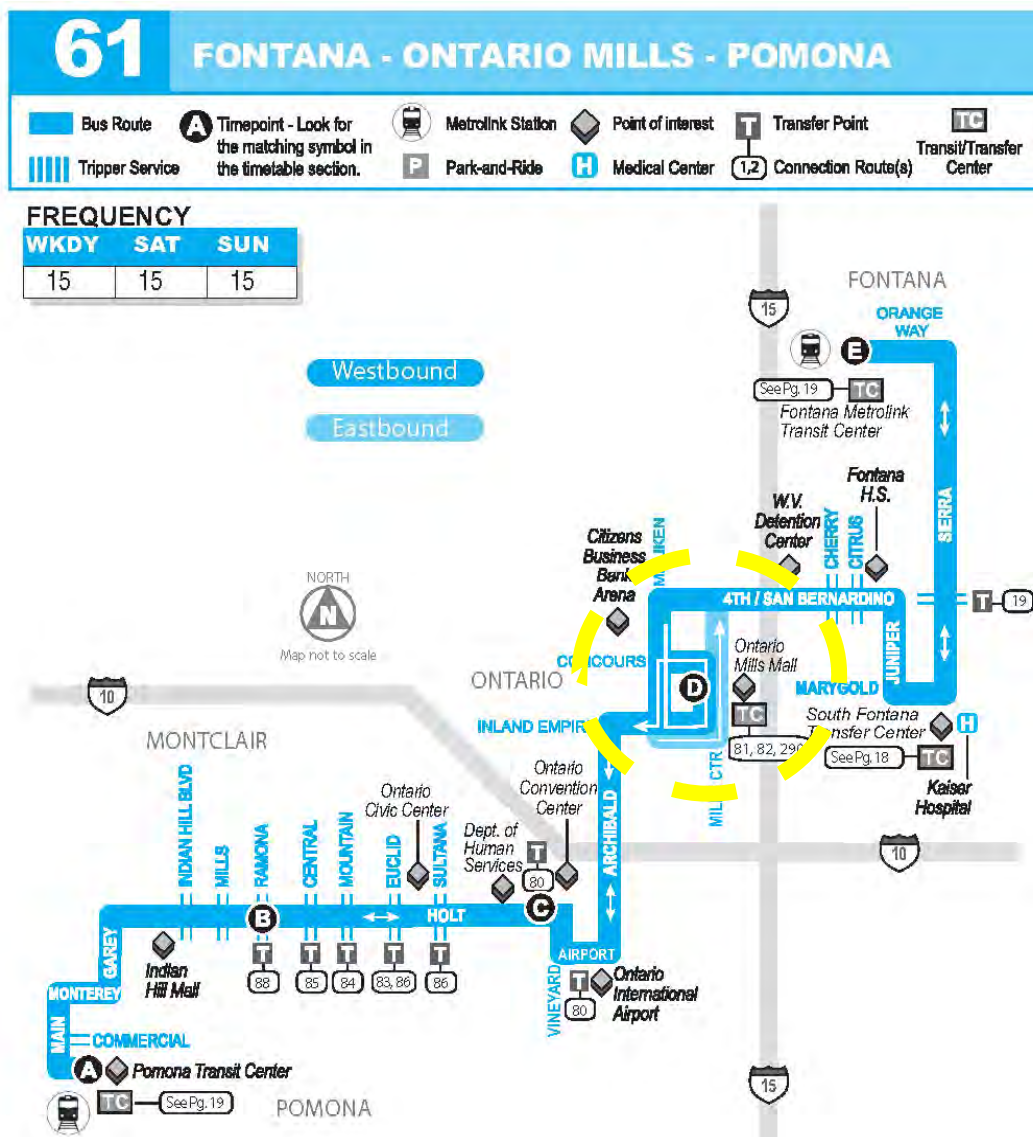 61 FONTANA - ONTARIO MILLS - POMONA
Bus Route
Tripper Service
A Timepoint - Look for
the matching symbol in
the timetable section.
Metrolink Station
P Park-and-Ride
Point of interest
H Medical Center
T Transfer Point
1,2 Connection Route(s)
TC
Transit/Transfer
Center
FREQUENCY
WKDY SAT SUN
15 15 15
Westbound
Eastbound
15
FONTANA
ORANGE
WAY
E
See Pg. 19 TC
Fontana Metrolink
Transit Center
SERRA
Fontana
H.S.
W.V.
Detention
Center
CHERRY
CITRUS
Citizens
Business
Bank
Arena
4TH / SAN BERNARDINO
T 19
JUNIPER
NORTH
N
Map not to scale
CONCOURS
D
Ontario
Mills Mall
MARYGOLD
TC
81, 82, 290
South Fontana
Transfer Center
H
See Pg. 18 TC
Kaiser
Hospital
10
ONTARIO
INLAND EMPIRE
MONTCLAIR
Ontario
Convention
Center
ARCHIBALD
CTR
10
Ontario
Civic Center
Dept. of
Human
Services
T
80
INDIAN HILL BLVD
MILLS
RAMONA
CENTRAL
MOUNTAIN
EUCLID
SULTANA
B
HOLT
C
GAREY
Indian
Hill Mall
T T T T T
88 85 84 83, 86 86
AIRPORT
VINEYARD
T
80
Ontario
International
Airport
MONTEREY
MAIN
COMMERCIAL
A Pomona Transit Center
TC See Pg. 19
POMONA
15